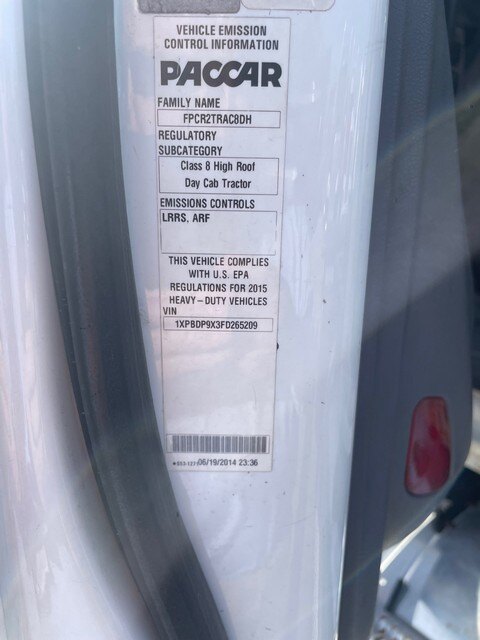 VEHICLE EMISSION
CONTROL INFORMATION
PACCAR
FAMILY NAME
FPCR2TRAC8DH
REGULATORY
SUBCATEGORY
Class 8 High Roof
Day Cab Tractor
EMISSIONS CONTROLS
LRRS, ARF
THIS VEHICLE COMPLIES
WITH U.S. EPA
REGULATIONS FOR 2015
HEAVY-DUTY VEHICLES
VIN
1XPBDP9X3FD265209
06/19/2014 23:36